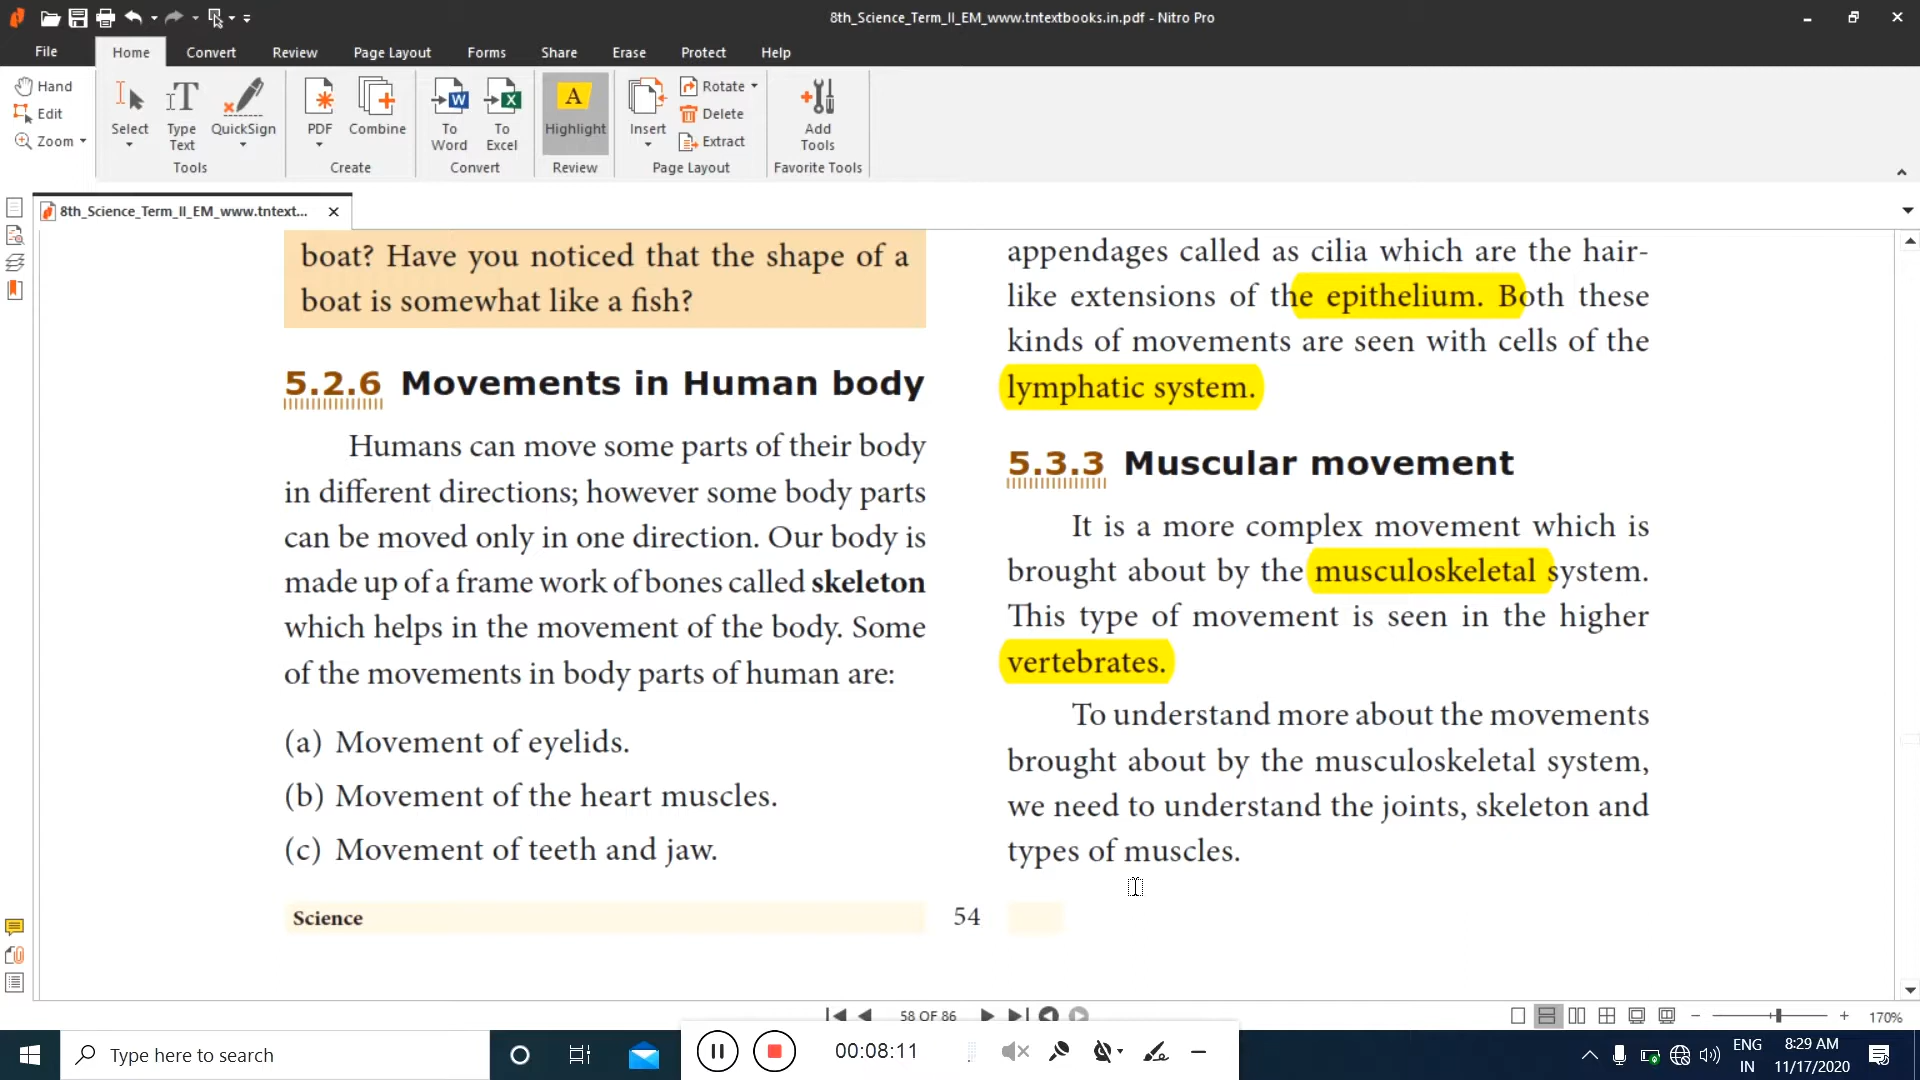 8th_Science_Term_II_EM_www.tntextbooks.in.pdf - Nitro Pro
File Home Convert Review Page Layout Forms Share Erase Protect Help
Hand
Edit
Zoom
Select
Type Text
QuickSign
Tools
PDF
Combine
Create
To Word
To Excel
Convert
A
Highlight
Review
Insert
Rotate
Delete
Extract
Page Layout
Add Tools
Favorite Tools
8th_Science_Term_II_EM_www.tntext...
boat? Have you noticed that the shape of a
boat is somewhat like a fish?
5.2.6 Movements in Human body
Humans can move some parts of their body
in different directions; however some body parts
can be moved only in one direction. Our body is
made up of a frame work of bones called skeleton
which helps in the movement of the body. Some
of the movements in body parts of human are:
(a) Movement of eyelids.
(b) Movement of the heart muscles.
(c) Movement of teeth and jaw.
appendages called as cilia which are the hair-
like extensions of the epithelium. Both these
kinds of movements are seen with cells of the
lymphatic system.
5.3.3 Muscular movement
It is a more complex movement which is
brought about by the musculoskeletal system.
This type of movement is seen in the higher
vertebrates.
To understand more about the movements
brought about by the musculoskeletal system,
we need to understand the joints, skeleton and
types of muscles.
Science 54
58 OF 86
170%
Type here to search
00:08:11
ENG
IN
8:29 AM
11/17/2020